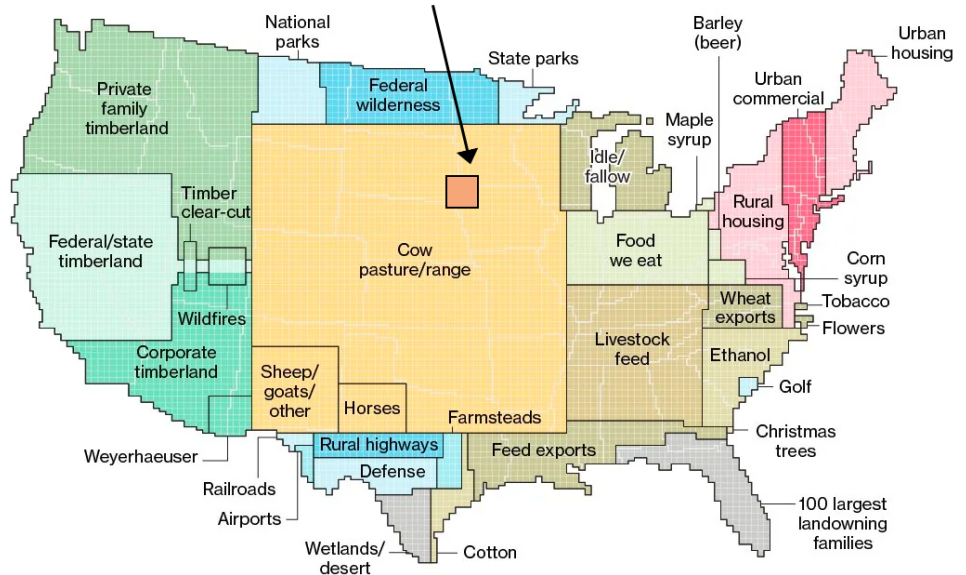 National
parks
Private
family
timberland
Federal
wilderness
State parks
Barley
(beer)
Urban
housing
Urban
commercial
Maple
syrup
Idle/
fallow
Timber
clear-cut
Federal/state
timberland
Cow
pasture/range
Food
we eat
Rural
housing
Corn
syrup
Wildfires
Wheat
exports
Tobacco
Flowers
Corporate
timberland
Livestock
feed
Ethanol
Sheep/
goats/
other
Horses
Farmsteads
Golf
Weyerhaeuser
Rural highways
Feed exports
Christmas
trees
Railroads
Defense
Airports
100 largest
landowning
families
Wetlands/
desert
Cotton